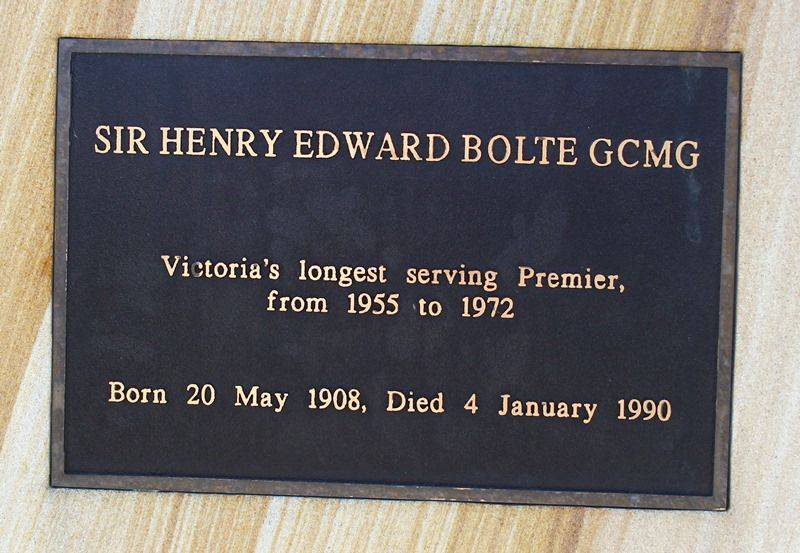 SIR HENRY EDWARD BOLTE GCMG
Victoria's longest serving Premier,
from 1955 to 1972
Born 20 May 1908, Died 4 January 1990